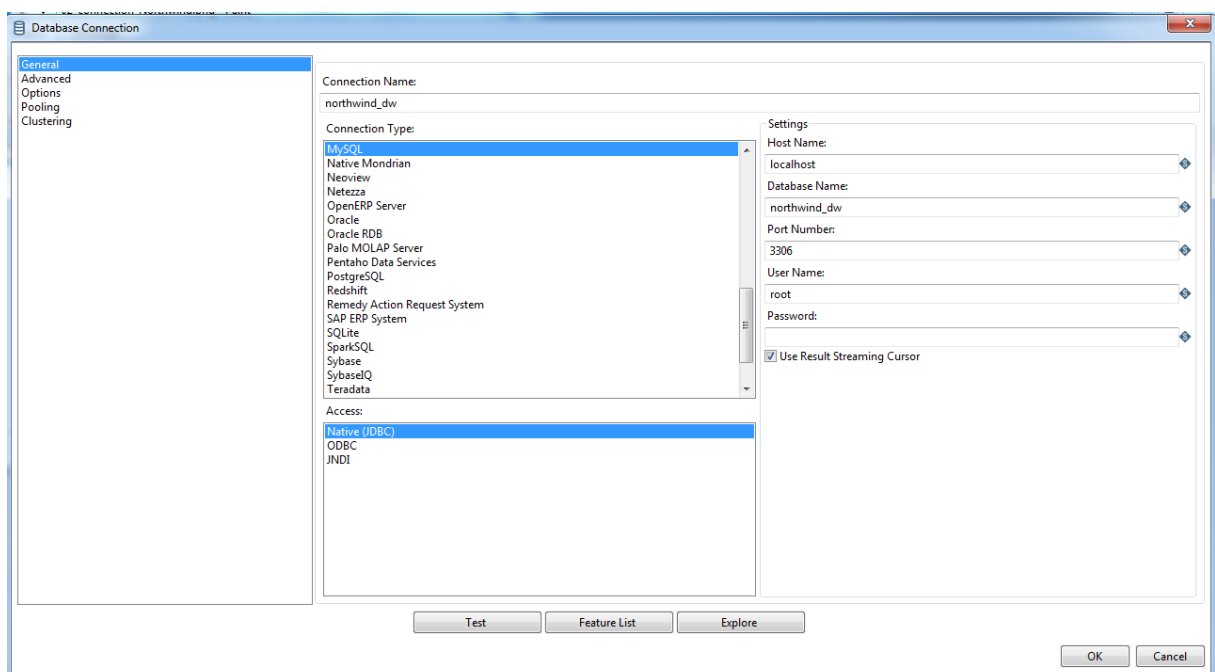 Database Connection
General
Advanced
Options
Pooling
Clustering
Connection Name:
northwind_dw
Connection Type:
MySQL
Native Mondrian
Neoview
Netezza
OpenERP Server
Oracle
Oracle RDB
Palo MOLAP Server
Pentaho Data Services
PostgreSQL
Redshift
Remedy Action Request System
SAP ERP System
SQLite
SparkSQL
Sybase
SybaseIQ
Teradata
Access:
Native (JDBC)
ODBC
JNDI
Settings
Host Name:
localhost
Database Name:
northwind_dw
Port Number:
3306
User Name:
root
Password:
Use Result Streaming Cursor
Test
Feature List
Explore
OK
Cancel